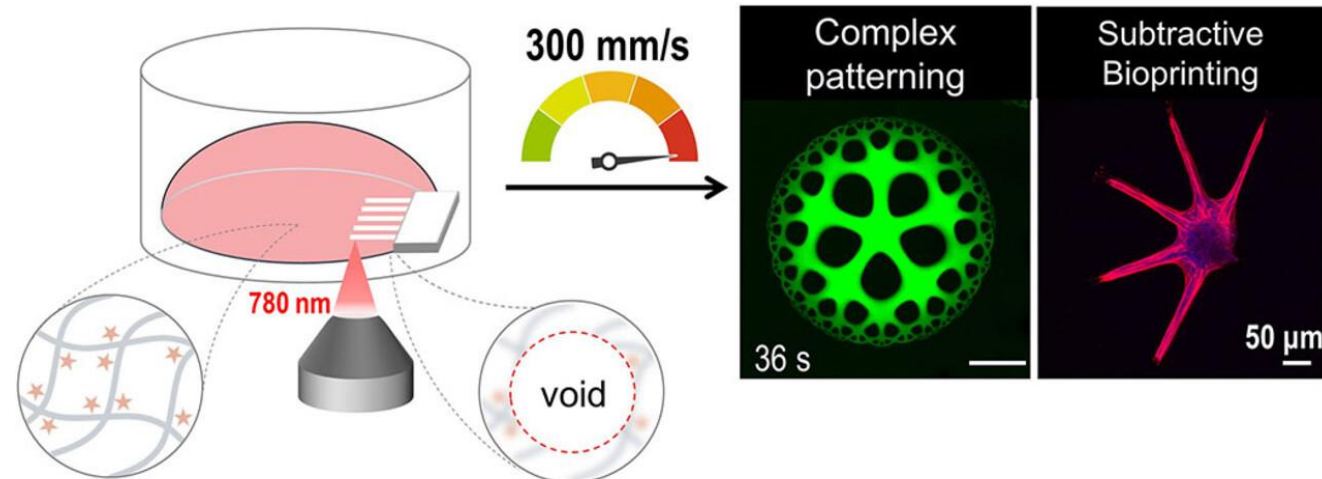 300 mm/s
780 nm
void
Complex
patterning
36 s
Subtractive
Bioprinting
50 µm